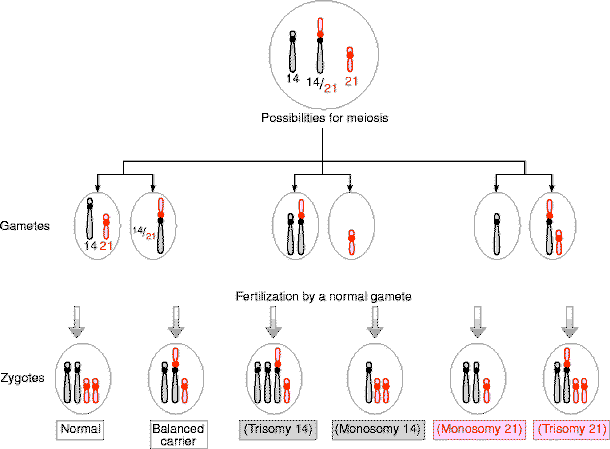 14
14/21
21
Possibilities for meiosis
Gametes
14 21
14/21
Fertilization by a normal gamete
Zygotes
Normal
Balanced
carrier
(Trisomy 14)
(Monosomy 14)
(Monosomy 21)
(Trisomy 21)